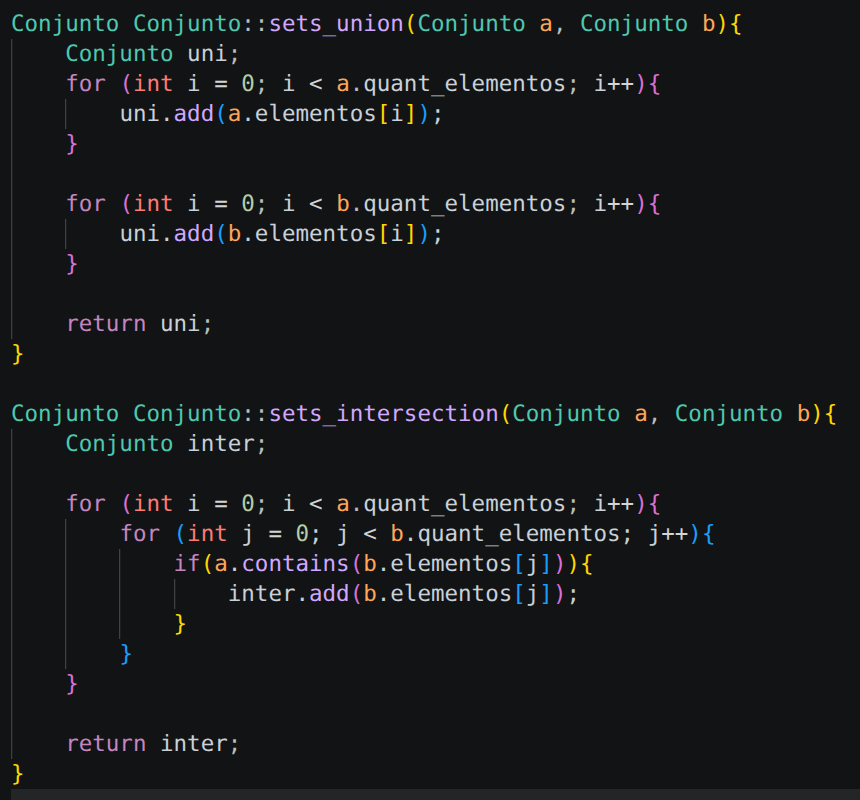 Conjunto Conjunto::sets_union(Conjunto a, Conjunto b){
    Conjunto uni;
    for (int i = 0; i < a.quant_elementos; i++){
        uni.add(a.elementos[i]);
    }

    for (int i = 0; i < b.quant_elementos; i++){
        uni.add(b.elementos[i]);
    }

    return uni;
}

Conjunto Conjunto::sets_intersection(Conjunto a, Conjunto b){
    Conjunto inter;

    for (int i = 0; i < a.quant_elementos; i++){
        for (int j = 0; j < b.quant_elementos; j++){
            if(a.contains(b.elementos[j])){
                inter.add(b.elementos[j]);
            }
        }
    }

    return inter;
}